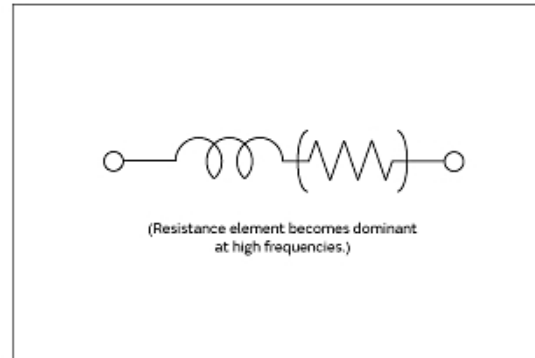 (Resistance element becomes dominant
at high frequencies.)